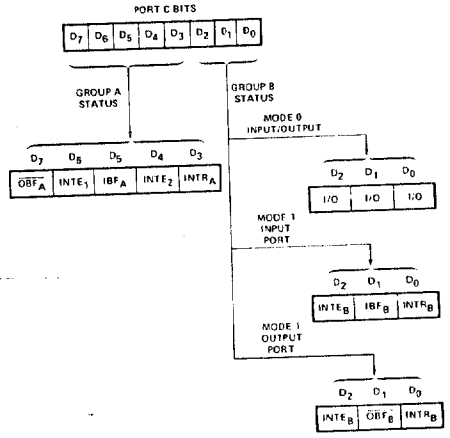 PORT C BITS
D7 D6 D5 D4 D3 D2 D1 D0
GROUP A
STATUS
GROUP B
STATUS
MODE 0
INPUT/OUTPUT
D7 D6 D5 D4 D3
OBFA INTE1 IBFA INTE2 INTRA
D2 D1 D0
I/O I/O I/O
MODE 1
INPUT
PORT
D2 D1 D0
INTEB IBFB INTRB
MODE 1
OUTPUT
PORT
D2 D1 D0
INTEB OBFB INTRB